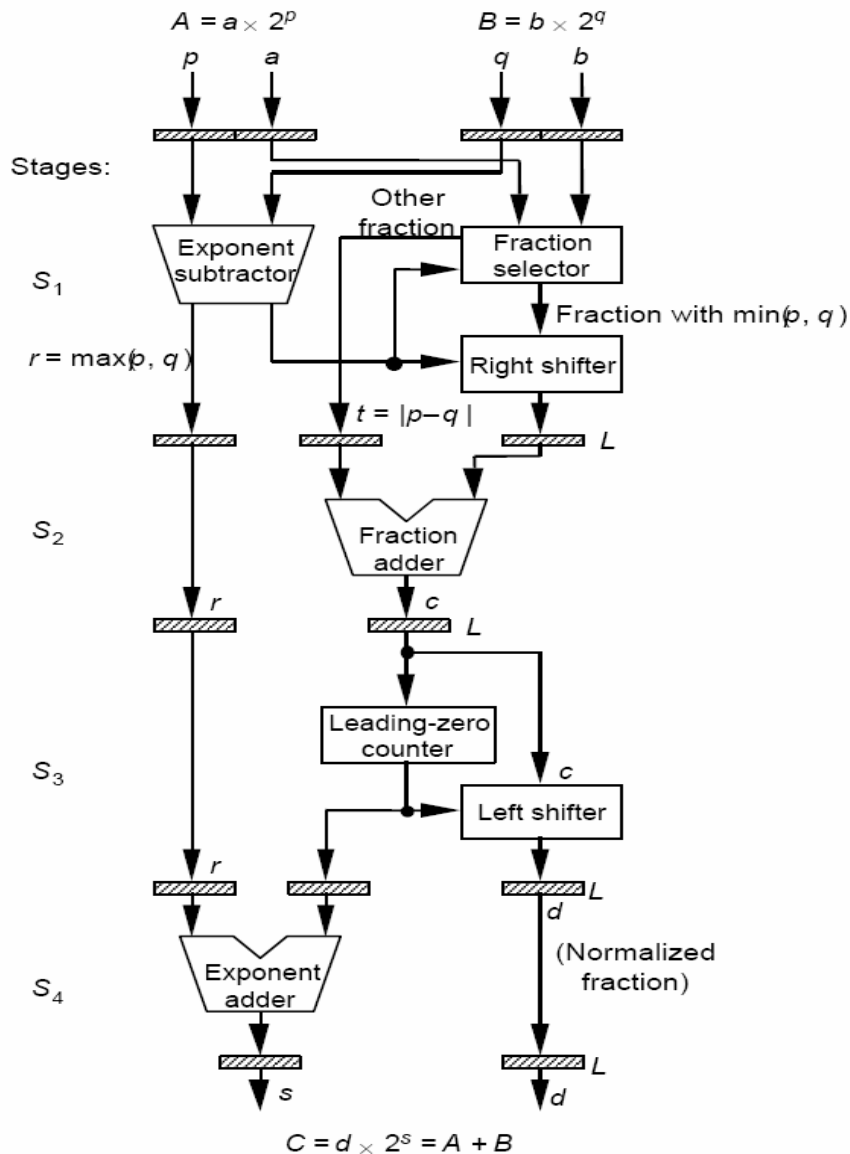 A = a × 2^p
B = b × 2^q
p
a
q
b
Stages:
Other
fraction
Exponent
subtractor
Fraction
selector
S₁
Fraction with min(p, q)
r = max(p, q)
Right shifter
t = |p–q |
L
S₂
Fraction
adder
r
c
L
Leading-zero
counter
S₃
c
Left shifter
r
L
d
Exponent
adder
(Normalized
fraction)
S₄
L
s
d
C = d × 2^s = A + B